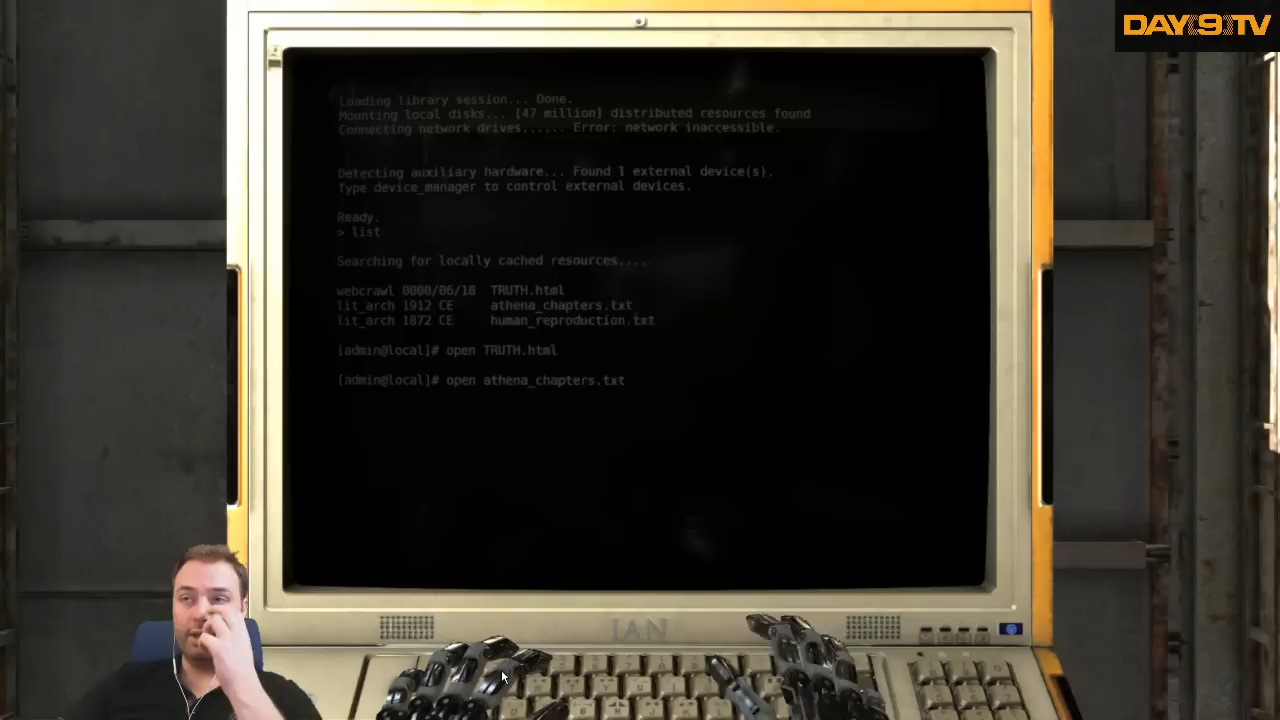 DAY[9]TV
Loading library session... Done.
Mounting local disks... [47 million] distributed resources found
Connecting network drives...... Error: network inaccessible.
Detecting auxiliary hardware... Found 1 external device(s).
Type device_manager to control external devices.
Ready.
> list
Searching for locally cached resources....
webcrawl 0000/06/18 TRUTH.html
lit_arch 1912 CE athena_chapters.txt
lit_arch 1872 CE human_reproduction.txt
[admin@local]# open TRUTH.html
[admin@local]# open athena_chapters.txt
IAN